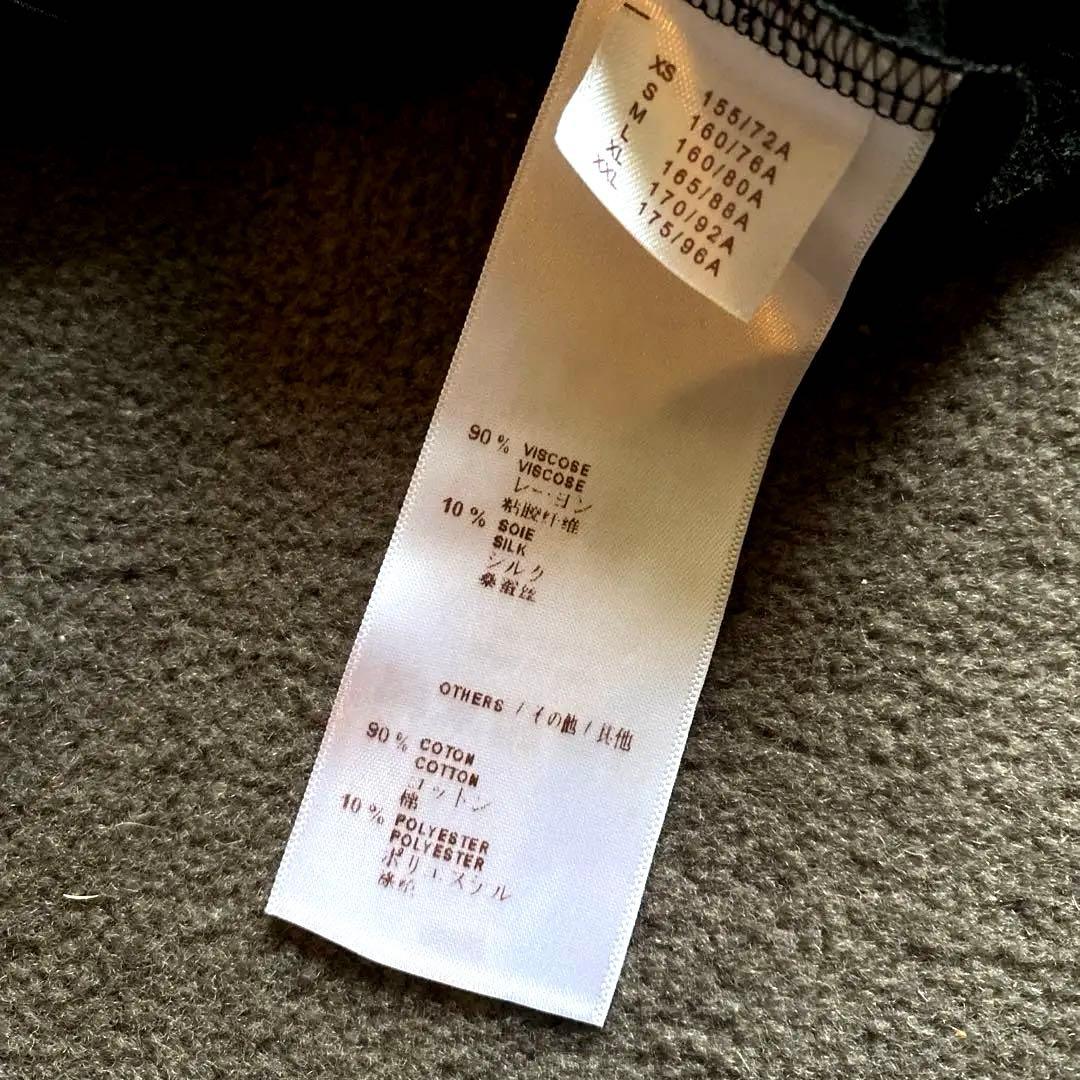 XS 155/72A
S 160/76A
M 160/80A
L 165/88A
XL 170/92A
XXL 175/96A
90 % VISCOSE
VISCOSE
レーヨン
粘胶纤维
10 % SOIE
SILK
シルク
桑蚕丝
OTHERS / その他 / 其他
90 % COTON
COTTON
コットン
棉
10 % POLYESTER
POLYESTER
ポリエステル